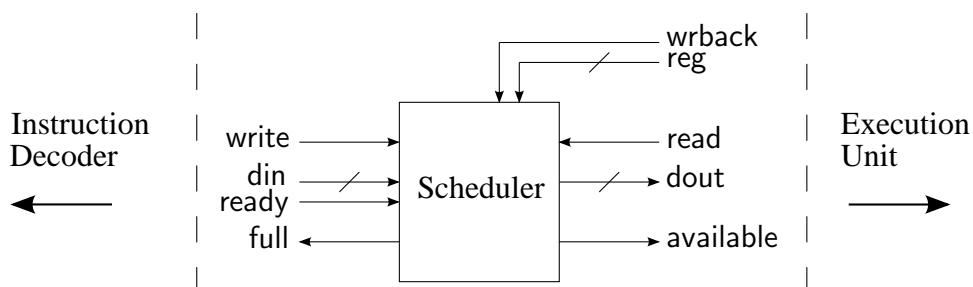 wrback
reg
Instruction
Decoder
write
din
ready
full
Scheduler
read
dout
available
Execution
Unit